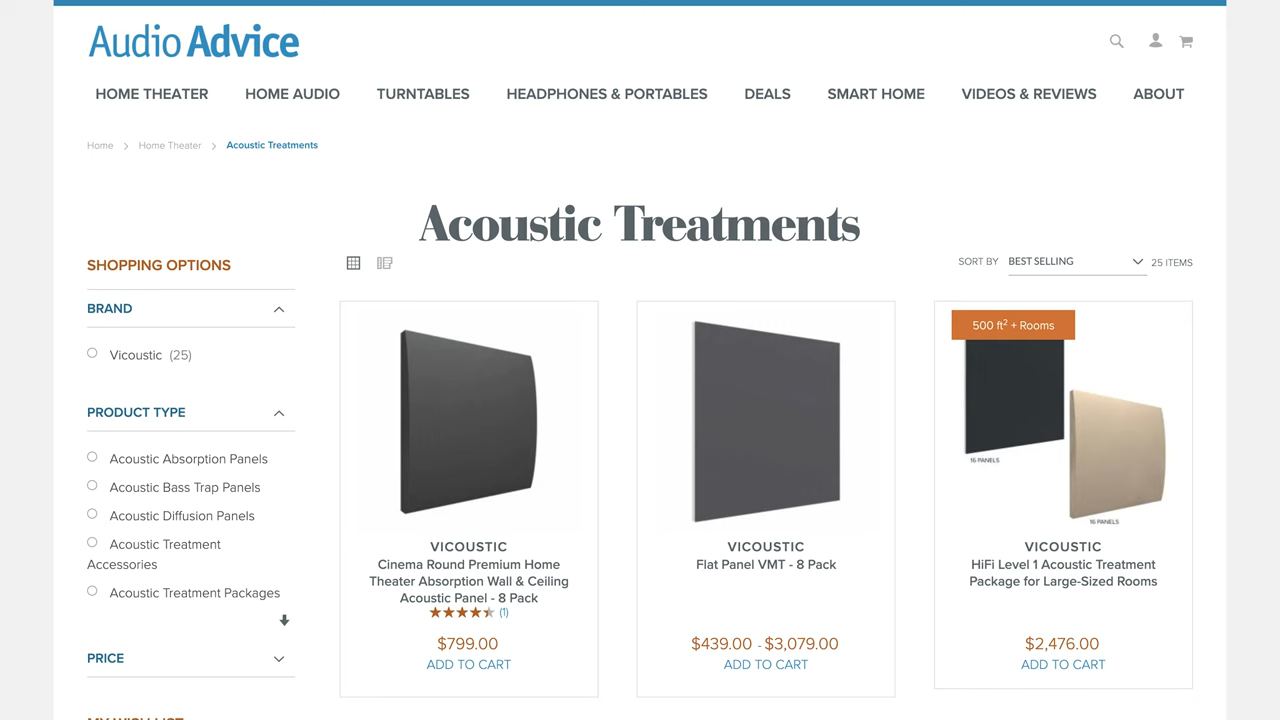 Audio Advice
HOME THEATER HOME AUDIO TURNTABLES HEADPHONES & PORTABLES DEALS SMART HOME VIDEOS & REVIEWS ABOUT
Home Home Theater Acoustic Treatments
Acoustic Treatments
SHOPPING OPTIONS
SORT BY BEST SELLING 25 ITEMS
BRAND
Vicoustic (25)
PRODUCT TYPE
Acoustic Absorption Panels
Acoustic Bass Trap Panels
Acoustic Diffusion Panels
Acoustic Treatment
Accessories
Acoustic Treatment Packages
PRICE
MY WISH LIST
VICOUSTIC
Cinema Round Premium Home
Theater Absorption Wall & Ceiling
Acoustic Panel - 8 Pack
(1)
$799.00
ADD TO CART
VICOUSTIC
Flat Panel VMT - 8 Pack
$439.00 - $3,079.00
ADD TO CART
500 ft² + Rooms
16 PANELS
16 PANELS
VICOUSTIC
HiFi Level 1 Acoustic Treatment
Package for Large-Sized Rooms
$2,476.00
ADD TO CART